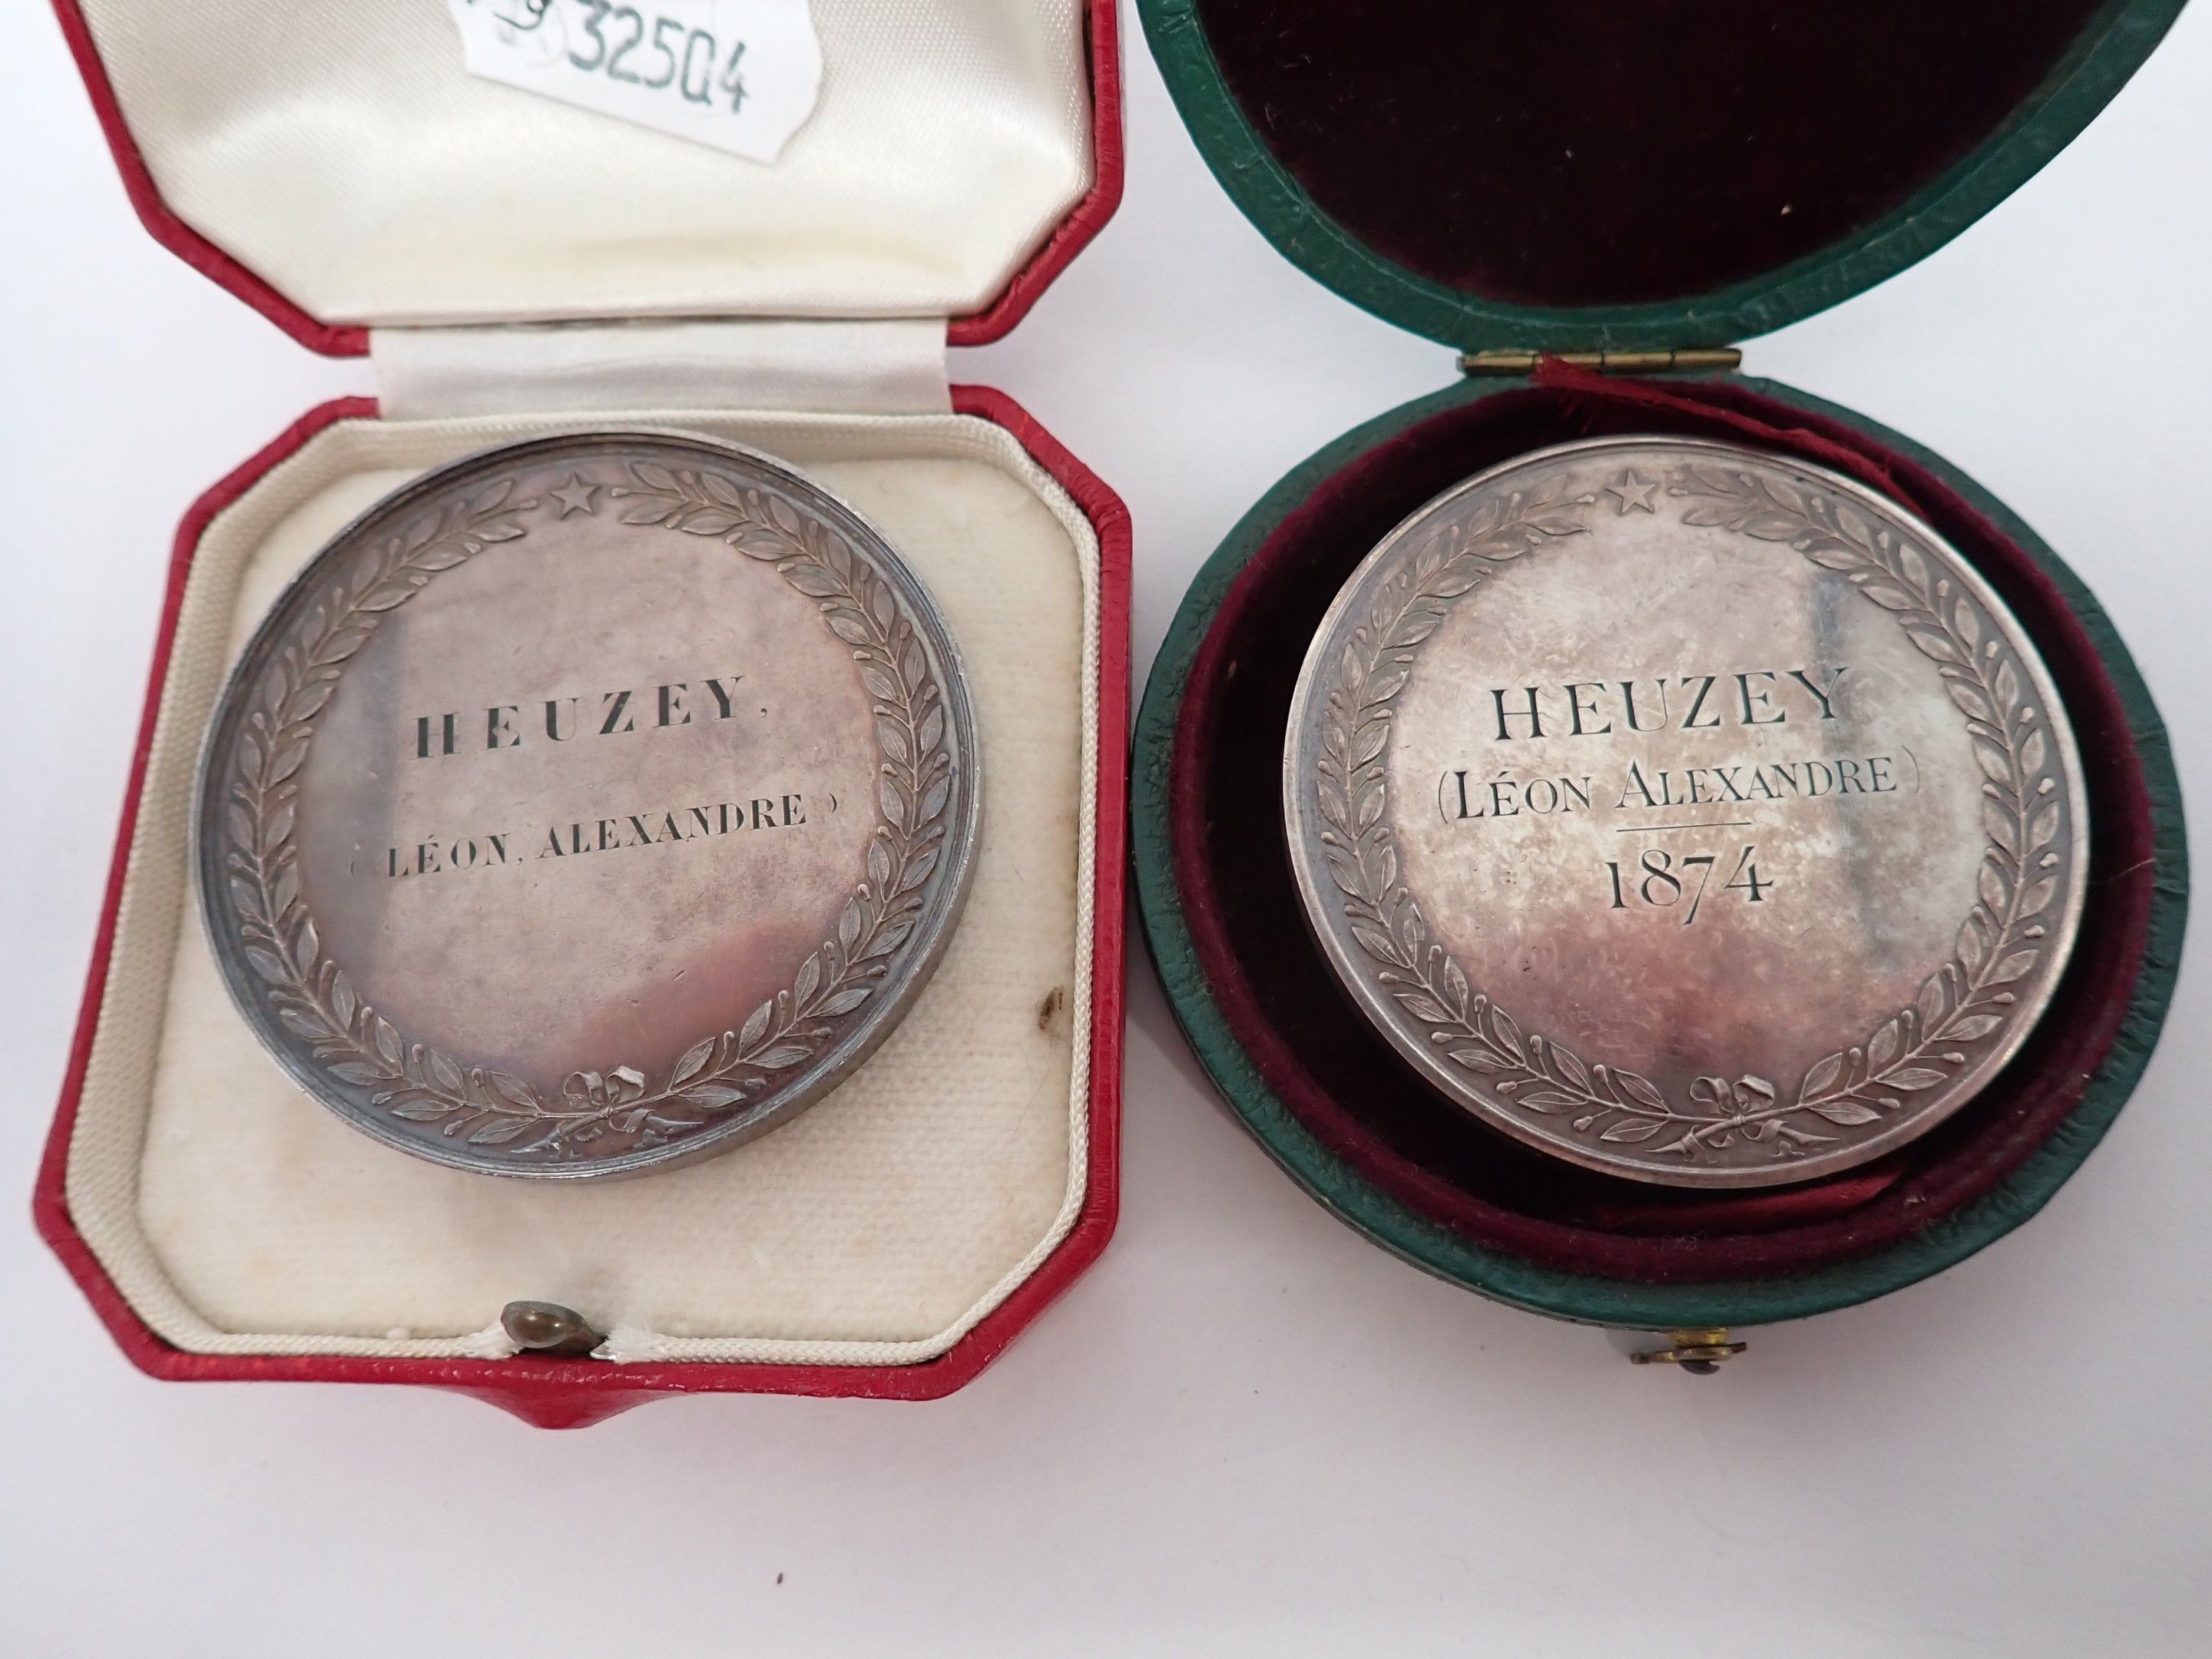 32504
HEUZEY,
(LÉON, ALEXANDRE)
HEUZEY
(LÉON ALEXANDRE)
1874